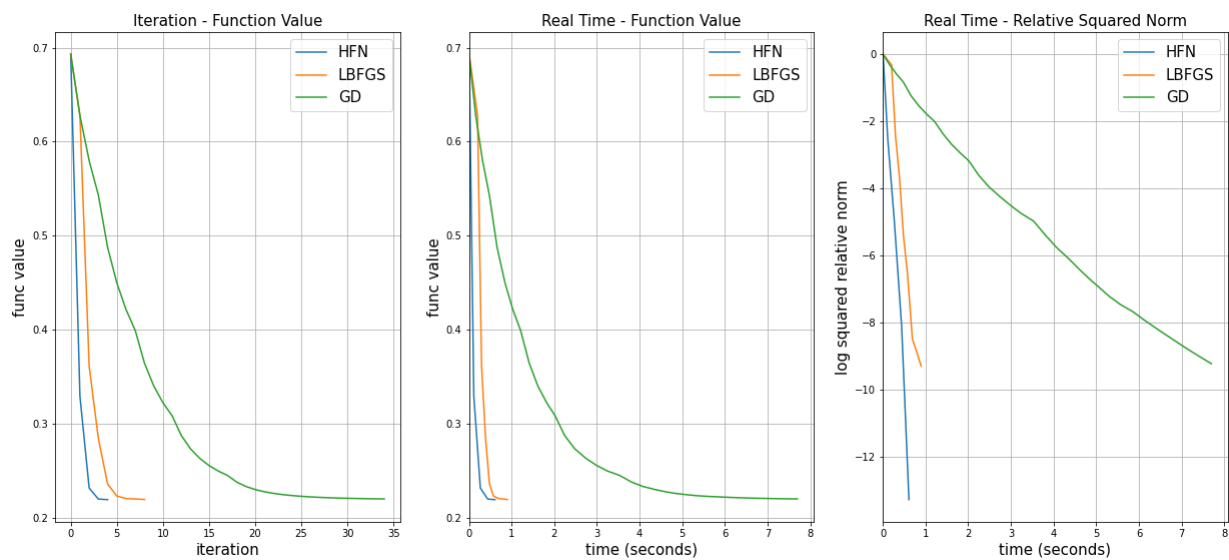 Iteration - Function Value
HFN
LBFGS
GD
func value
0.7
0.6
0.5
0.4
0.3
0.2
0
5
10
15
20
25
30
35
iteration
Real Time - Function Value
HFN
LBFGS
GD
func value
0.7
0.6
0.5
0.4
0.3
0.2
0
1
2
3
4
5
6
7
8
time (seconds)
Real Time - Relative Squared Norm
HFN
LBFGS
GD
log squared relative norm
0
−2
−4
−6
−8
−10
−12
0
1
2
3
4
5
6
7
8
time (seconds)